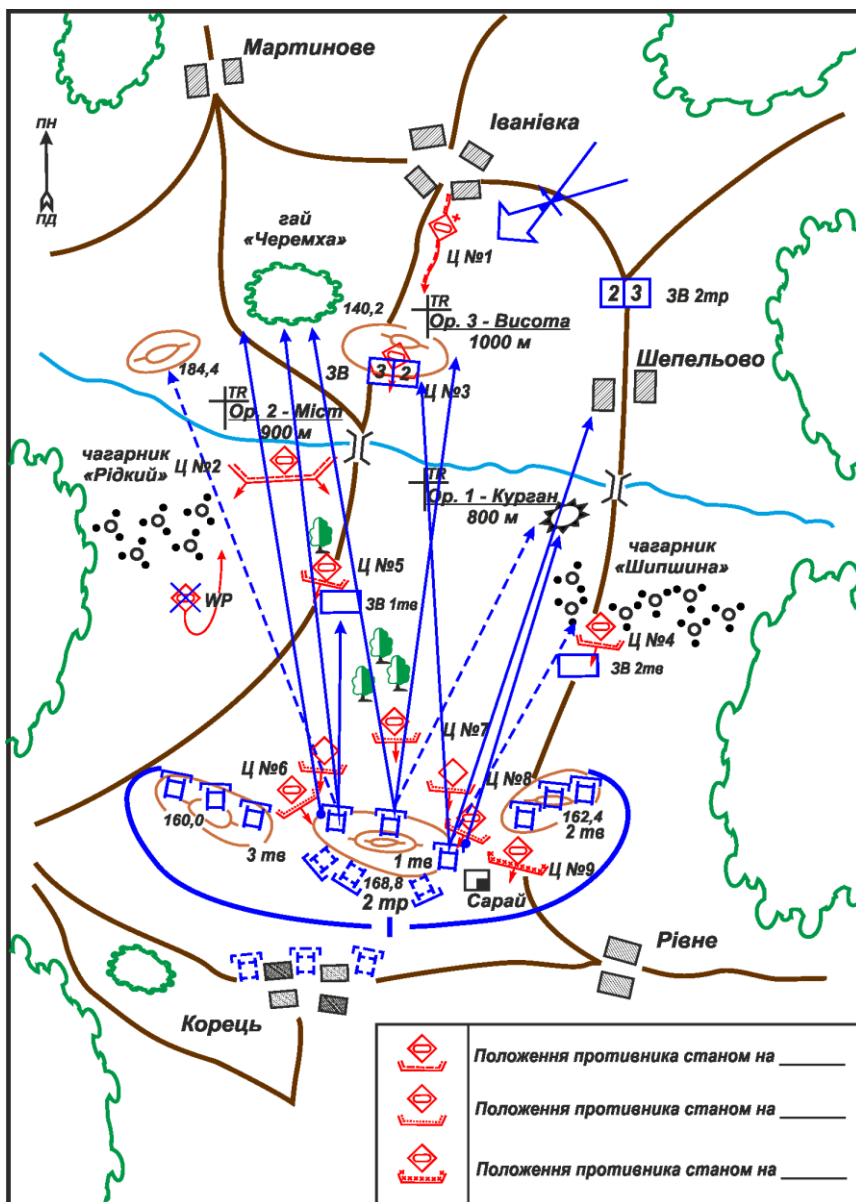 Мартинове
Іванівка
пн
пд
гай
«Черемха»
Ц №1
140,2
TR
Ор. 3 - Висота
1000 м
2 3
ЗВ 2тр
184,4
ЗВ
3 2
Ц №3
Шепельово
TR
Ор. 2 - Міст
900 м
чагарник
«Рідкий»
Ц №2
TR
Ор. 1 - Курган
800 м
чагарник
«Шипшина»
Ц №5
WP
ЗВ 1тв
Ц №4
ЗВ 2тв
Ц №7
Ц №6
Ц №8
160,0
162,4
2 тв
3 тв
1 тв
Ц №9
168,8
2 тр
Сарай
Рівне
Корець
Положення противника станом на ______
Положення противника станом на ______
Положення противника станом на ______